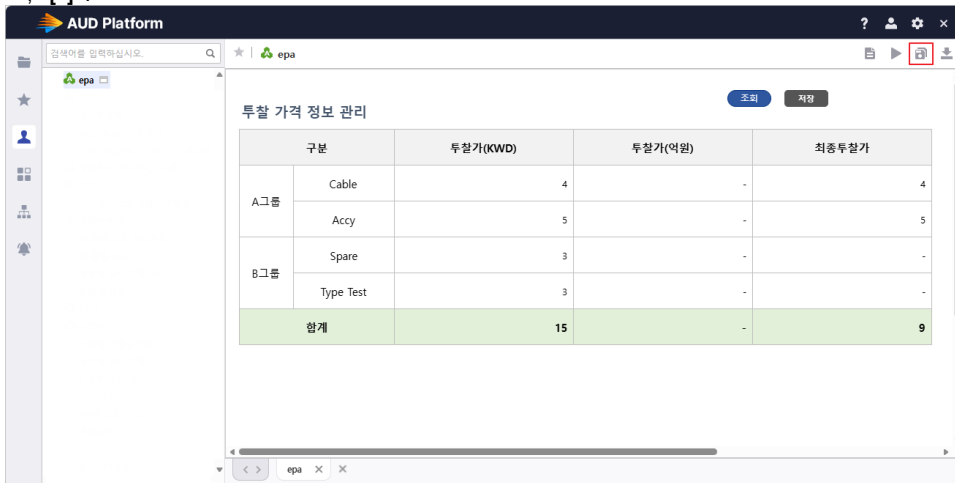 AUD Platform
?
검색어를 입력하십시오.
epa
epa
조회
저장
투찰 가격 정보 관리
구분 투찰가(KWD) 투찰가(억원) 최종투찰가
A그룹 Cable 4 - 4
Accy 5 - 5
B그룹 Spare 3 - -
Type Test 3 - -
합계 15 - 9
epa